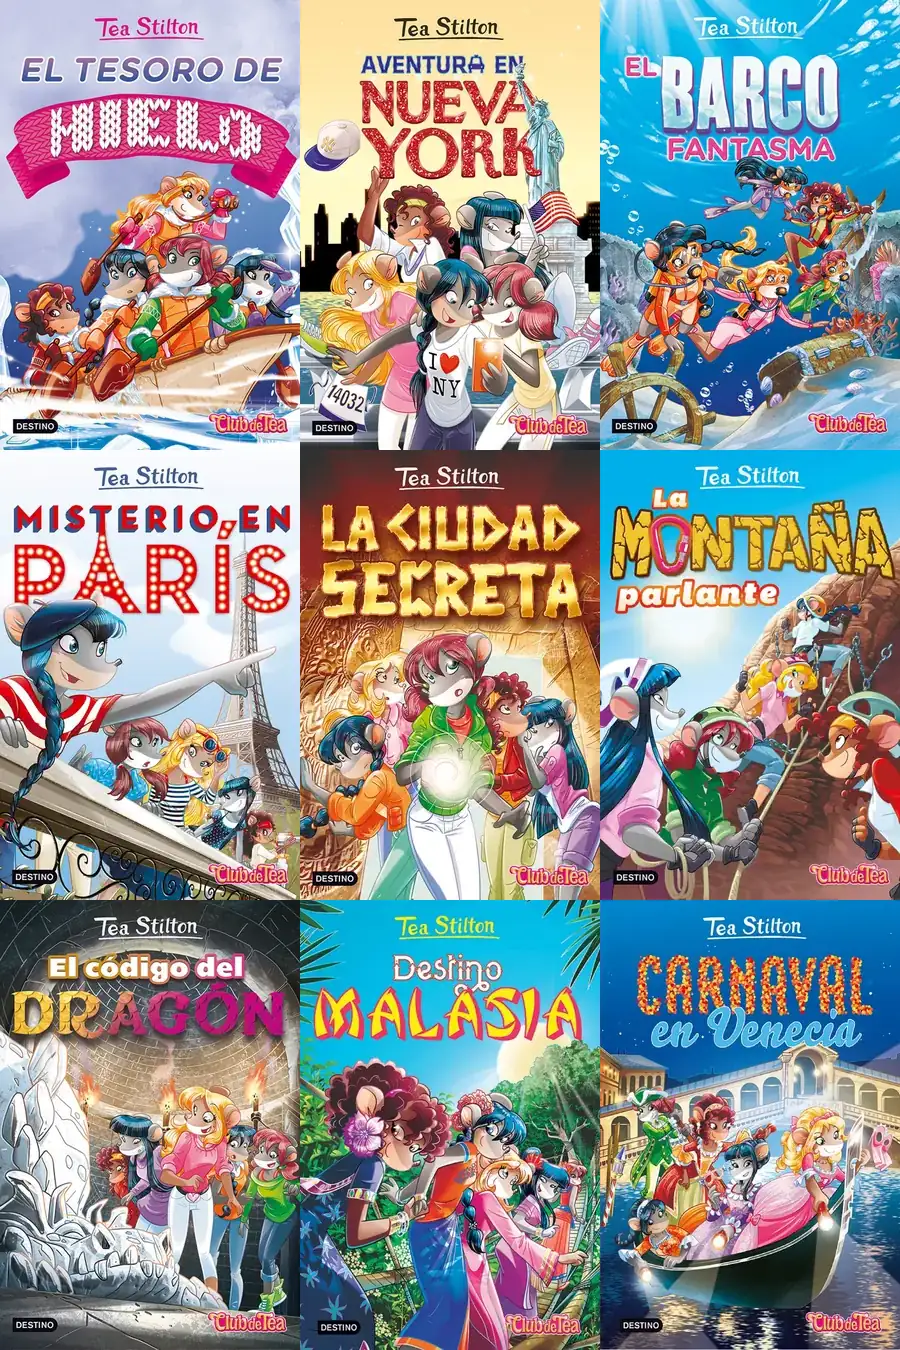 Tea Stilton
EL TESORO DE
HIELO
DESTINO
Club de Tea
Tea Stilton
AVENTURA EN
NUEVA
YORK
I ❤ NY
14032
DESTINO
Club de Tea
Tea Stilton
EL
BARCO
FANTASMA
DESTINO
Club de Tea
Tea Stilton
MISTERIO EN
PARÍS
DESTINO
Club de Tea
Tea Stilton
LA CIUDAD
SECRETA
DESTINO
Club de Tea
Tea Stilton
La
MONTAÑA
parlante
DESTINO
Club de Tea
Tea Stilton
El código del
DRAGÓN
DESTINO
Club de Tea
Tea Stilton
Destino
MALASIA
DESTINO
Club de Tea
Tea Stilton
CARNAVAL
en Venecia
DESTINO
Club de Tea